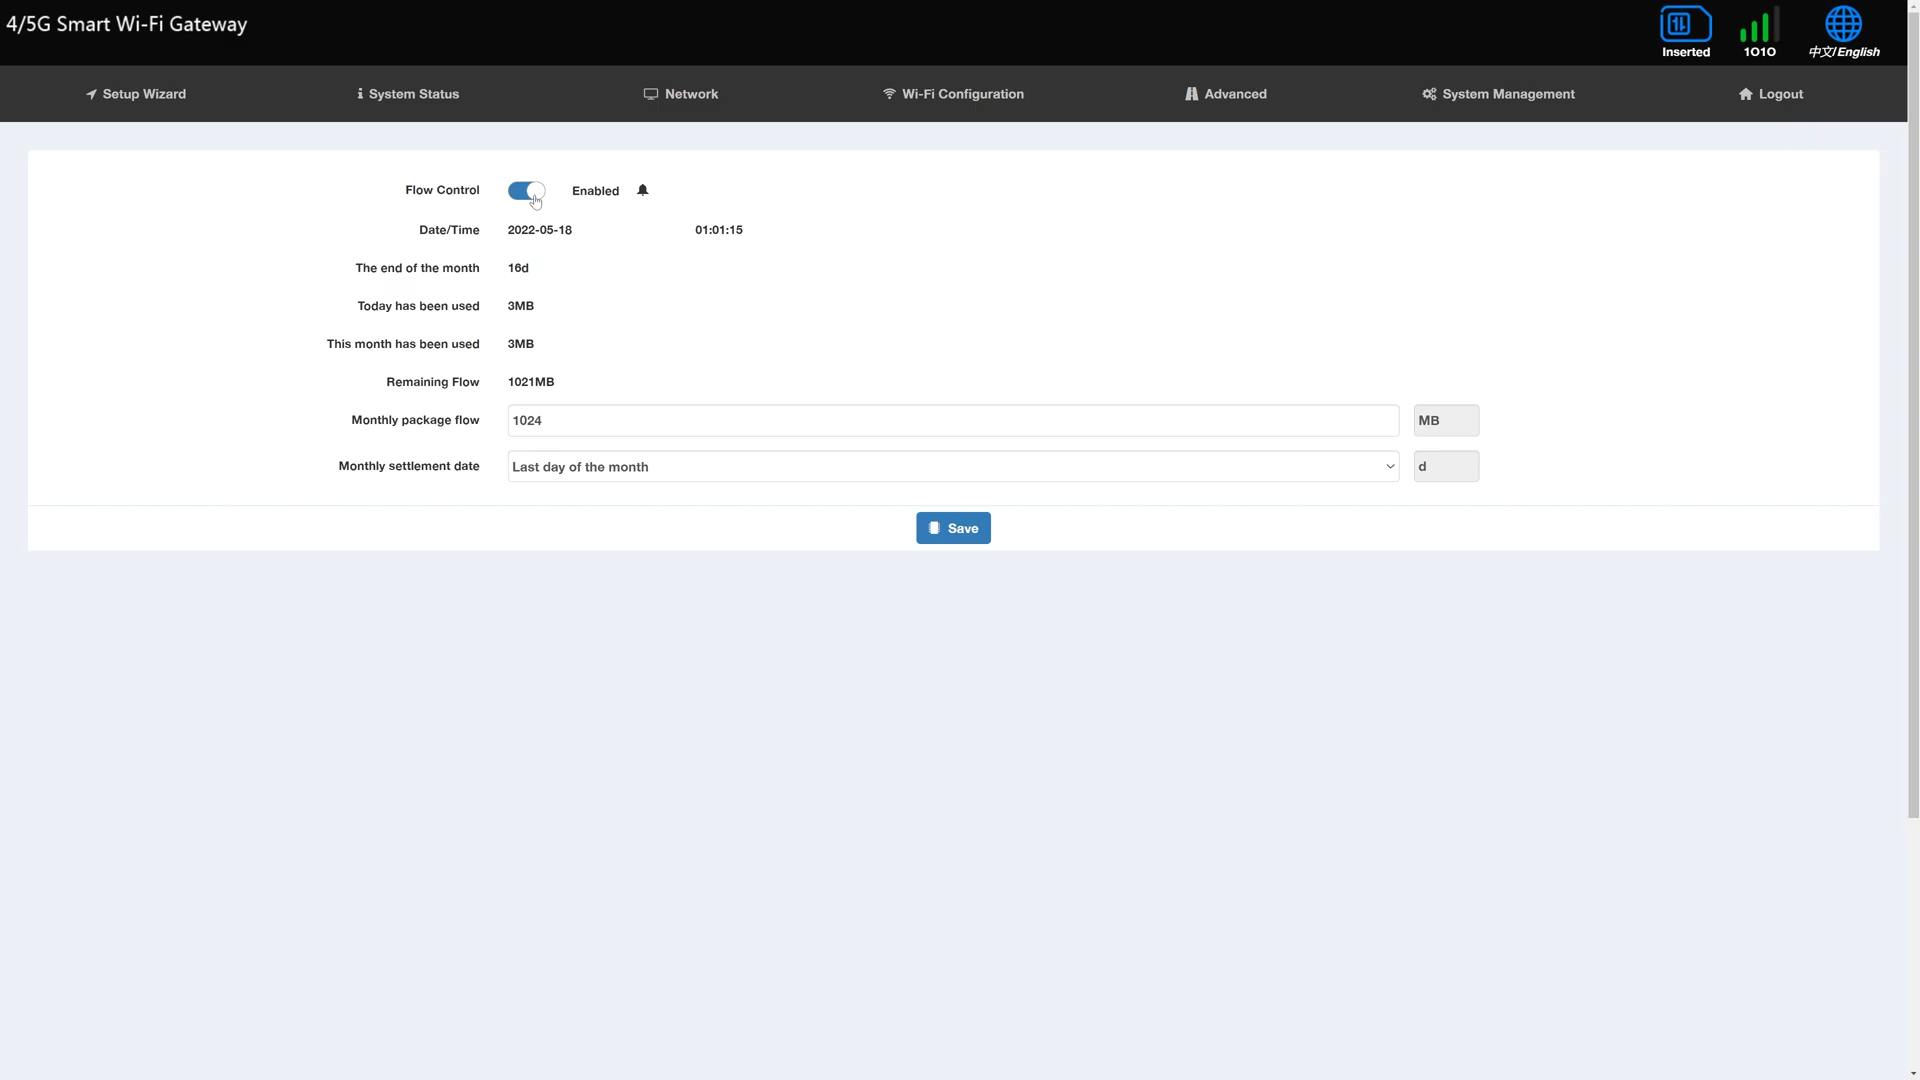 4/5G Smart Wi-Fi Gateway
Inserted
1O1O
中文/English
Setup Wizard
System Status
Network
Wi-Fi Configuration
Advanced
System Management
Logout
Flow Control Enabled
Date/Time 2022-05-18 01:01:15
The end of the month 16d
Today has been used 3MB
This month has been used 3MB
Remaining Flow 1021MB
Monthly package flow 1024 MB
Monthly settlement date Last day of the month d
Save